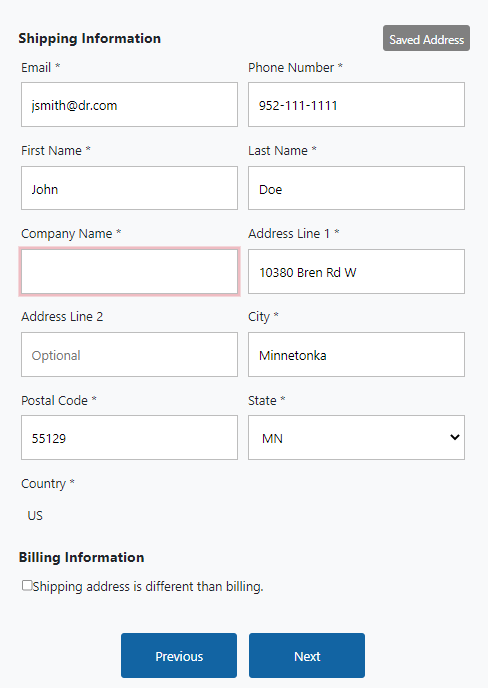 Shipping Information
Saved Address
Email *
Phone Number *
jsmith@dr.com
952-111-1111
First Name *
Last Name *
John
Doe
Company Name *
Address Line 1 *
10380 Bren Rd W
Address Line 2
City *
Optional
Minnetonka
Postal Code *
State *
55129
MN
Country *
US
Billing Information
Shipping address is different than billing.
Previous
Next